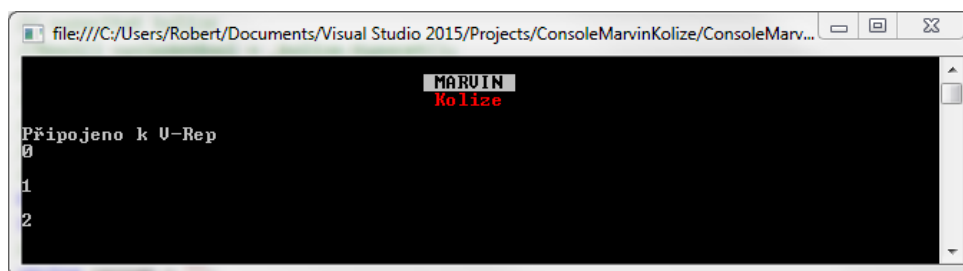 file:///C:/Users/Robert/Documents/Visual Studio 2015/Projects/ConsoleMarvinKolize/ConsoleMarv...
MARVIN
Kolize
Připojeno k V-Rep
0
1
2